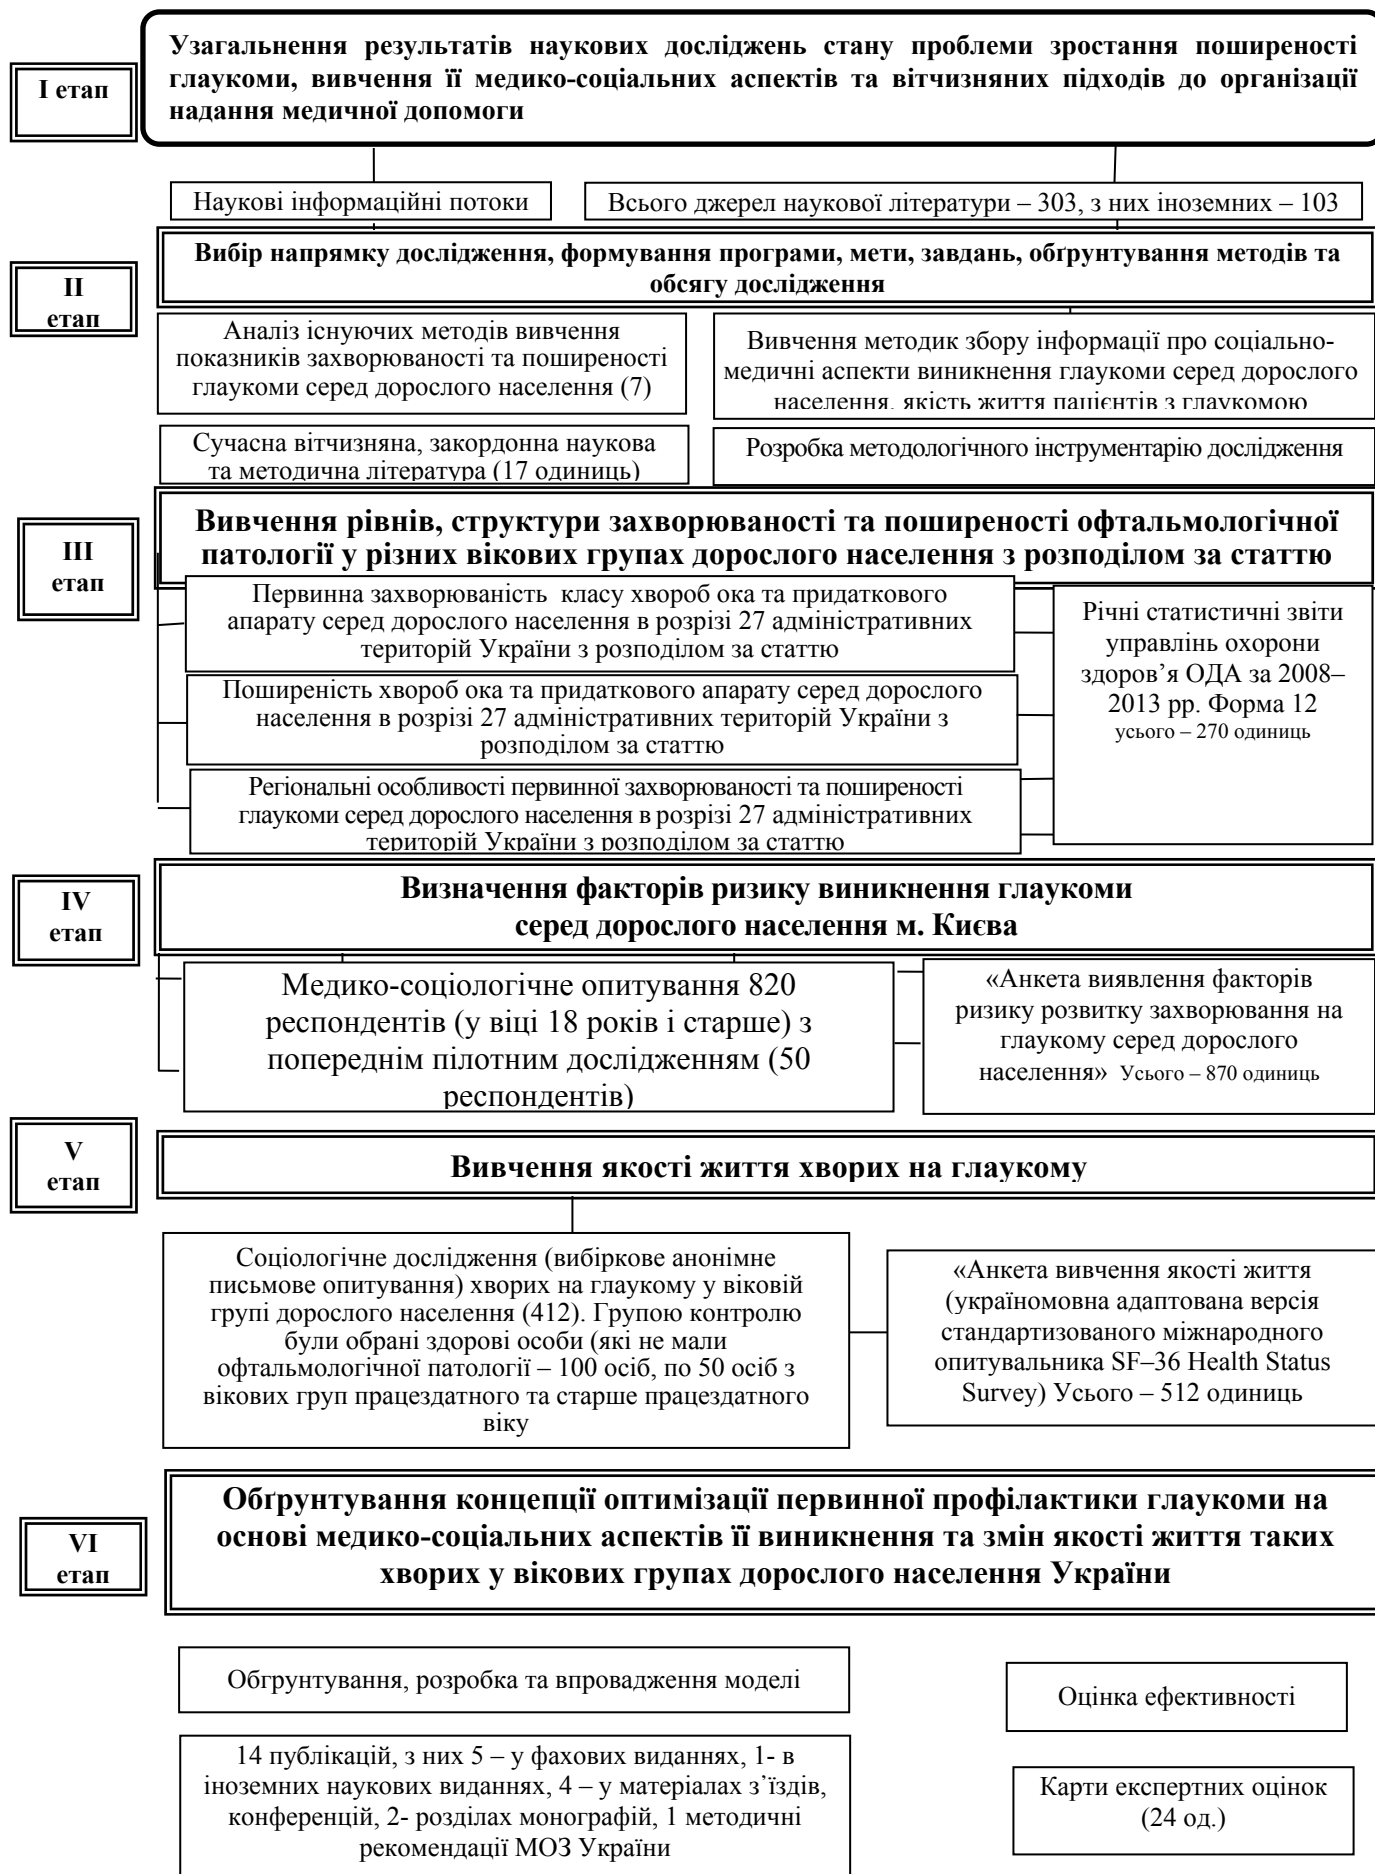 I етап
Узагальнення результатів наукових досліджень стану проблеми зростання поширеності
глаукоми, вивчення її медико-соціальних аспектів та вітчизняних підходів до організації
надання медичної допомоги
Наукові інформаційні потоки
Всього джерел наукової літератури – 303, з них іноземних – 103
II
етап
Вибір напрямку дослідження, формування програми, мети, завдань, обґрунтування методів та
обсягу дослідження
Аналіз існуючих методів вивчення
показників захворюваності та поширеності
глаукоми серед дорослого населення (7)
Вивчення методик збору інформації про соціально-
медичні аспекти виникнення глаукоми серед дорослого
населення, якість життя пацієнтів з глаукомою
Сучасна вітчизняна, закордонна наукова
та методична література (17 одиниць)
Розробка методологічного інструментарію дослідження
III
етап
Вивчення рівнів, структури захворюваності та поширеності офтальмологічної
патології у різних вікових групах дорослого населення з розподілом за статтю
Первинна захворюваність класу хвороб ока та придаткового
апарату серед дорослого населення в розрізі 27 адміністративних
територій України з розподілом за статтю
Поширеність хвороб ока та придаткового апарату серед дорослого
населення в розрізі 27 адміністративних територій України з
розподілом за статтю
Регіональні особливості первинної захворюваності та поширеності
глаукоми серед дорослого населення в розрізі 27 адміністративних
територій України з розподілом за статтю
Річні статистичні звіти
управлінь охорони
здоров’я ОДА за 2008–
2013 рр. Форма 12
усього – 270 одиниць
IV
етап
Визначення факторів ризику виникнення глаукоми
серед дорослого населення м. Києва
Медико-соціологічне опитування 820
респондентів (у віці 18 років і старше) з
попереднім пілотним дослідженням (50
респондентів)
«Анкета виявлення факторів
ризику розвитку захворювання на
глаукому серед дорослого
населення» Усього – 870 одиниць
V
етап
Вивчення якості життя хворих на глаукому
Соціологічне дослідження (вибіркове анонімне
письмове опитування) хворих на глаукому у віковій
групі дорослого населення (412). Групою контролю
були обрані здорові особи (які не мали
офтальмологічної патології – 100 осіб, по 50 осіб з
вікових груп працездатного та старше працездатного
віку
«Анкета вивчення якості життя
(україномовна адаптована версія
стандартизованого міжнародного
опитувальника SF–36 Health Status
Survey) Усього – 512 одиниць
VI
етап
Обґрунтування концепції оптимізації первинної профілактики глаукоми на
основі медико-соціальних аспектів її виникнення та змін якості життя таких
хворих у вікових групах дорослого населення України
Обгрунтування, розробка та впровадження моделі
Оцінка ефективності
14 публікацій, з них 5 – у фахових виданнях, 1- в
іноземних наукових виданнях, 4 – у матеріалах з’їздів,
конференцій, 2- розділах монографій, 1 методичні
рекомендації МОЗ України
Карти експертних оцінок
(24 од.)